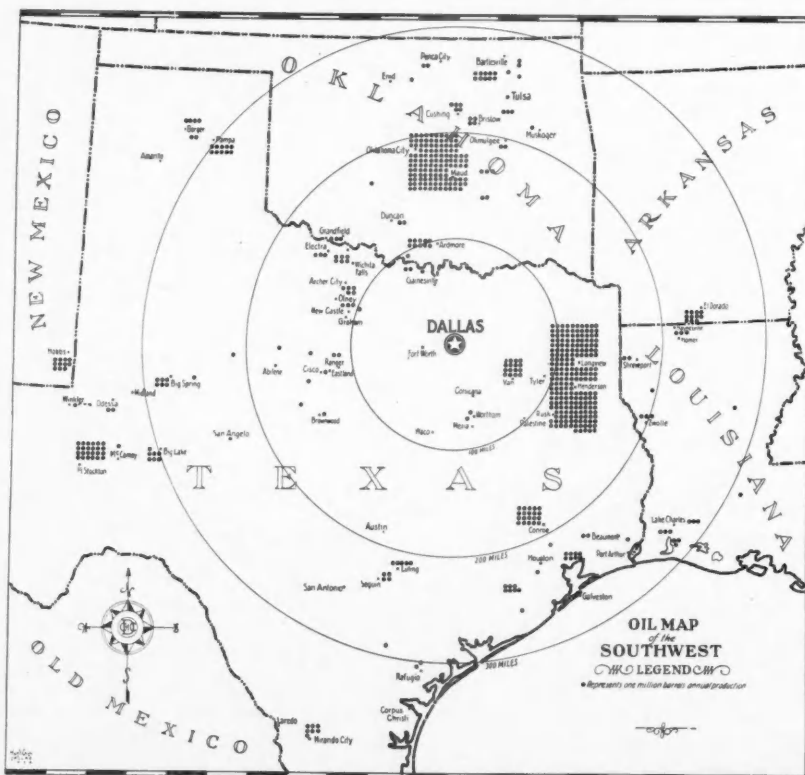 OKLAHOMA
NEW MEXICO
ARKANSAS
LOUISIANA
TEXAS
OLD MEXICO
Ponca City
Bartlesville
Enid
Tulsa
Cushing
Bristow
Muskogee
Borger
Pampa
Amarillo
Oklahoma City
Okmulgee
Maud
Duncan
Grandfield
Electra
Wichita
Falls
Ardmore
Gainesville
Archer City
Olney
New Castle
Graham
DALLAS
Fort Worth
El Dorado
Haynesville
Homer
Hobbs
Cisco
Ranger
Eastland
Abilene
Van
Tyler
Longview
Henderson
Shreveport
Midland
Big Spring
Winkler
Odessa
Corsicana
Brownwood
Wortham
Mexia
Waco
Rusk
Palestine
Zwolle
San Angelo
100 MILES
Ft Stockton
McCamey
Big Lake
Austin
Conroe
Lake Charles
Beaumont
Port Arthur
200 MILES
Houston
Luling
Seguin
San Antonio
Galveston
OIL MAP
of the
SOUTHWEST
LEGEND
Represents one million barrels annual production
300 MILES
Refugio
Corpus
Christi
Laredo
Mirando City
N
S